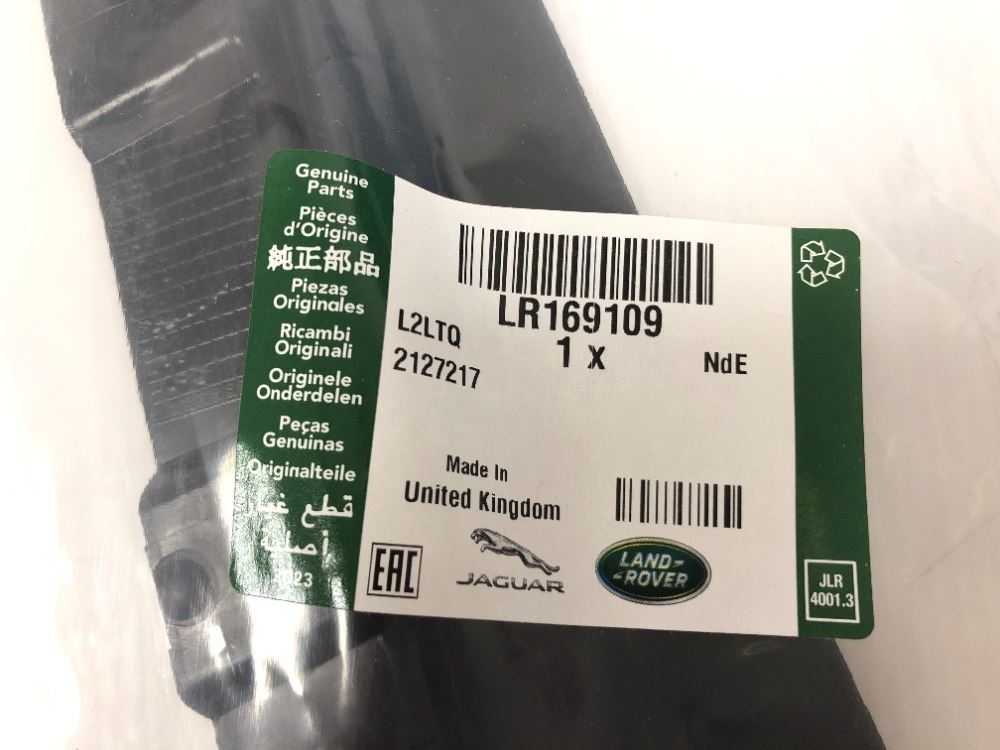 Genuine
Parts
Pièces
d'Origine
純正部品
Piezas
Originales
Ricambi
Originali
Originele
Onderdelen
Peças
Genuinas
Originalteile
قطع غيار
أصلية
LR169109
L2LTQ
1 x
NdE
2127217
Made In
United Kingdom
EAC
JAGUAR
LAND-
-ROVER
JLR
4001.3